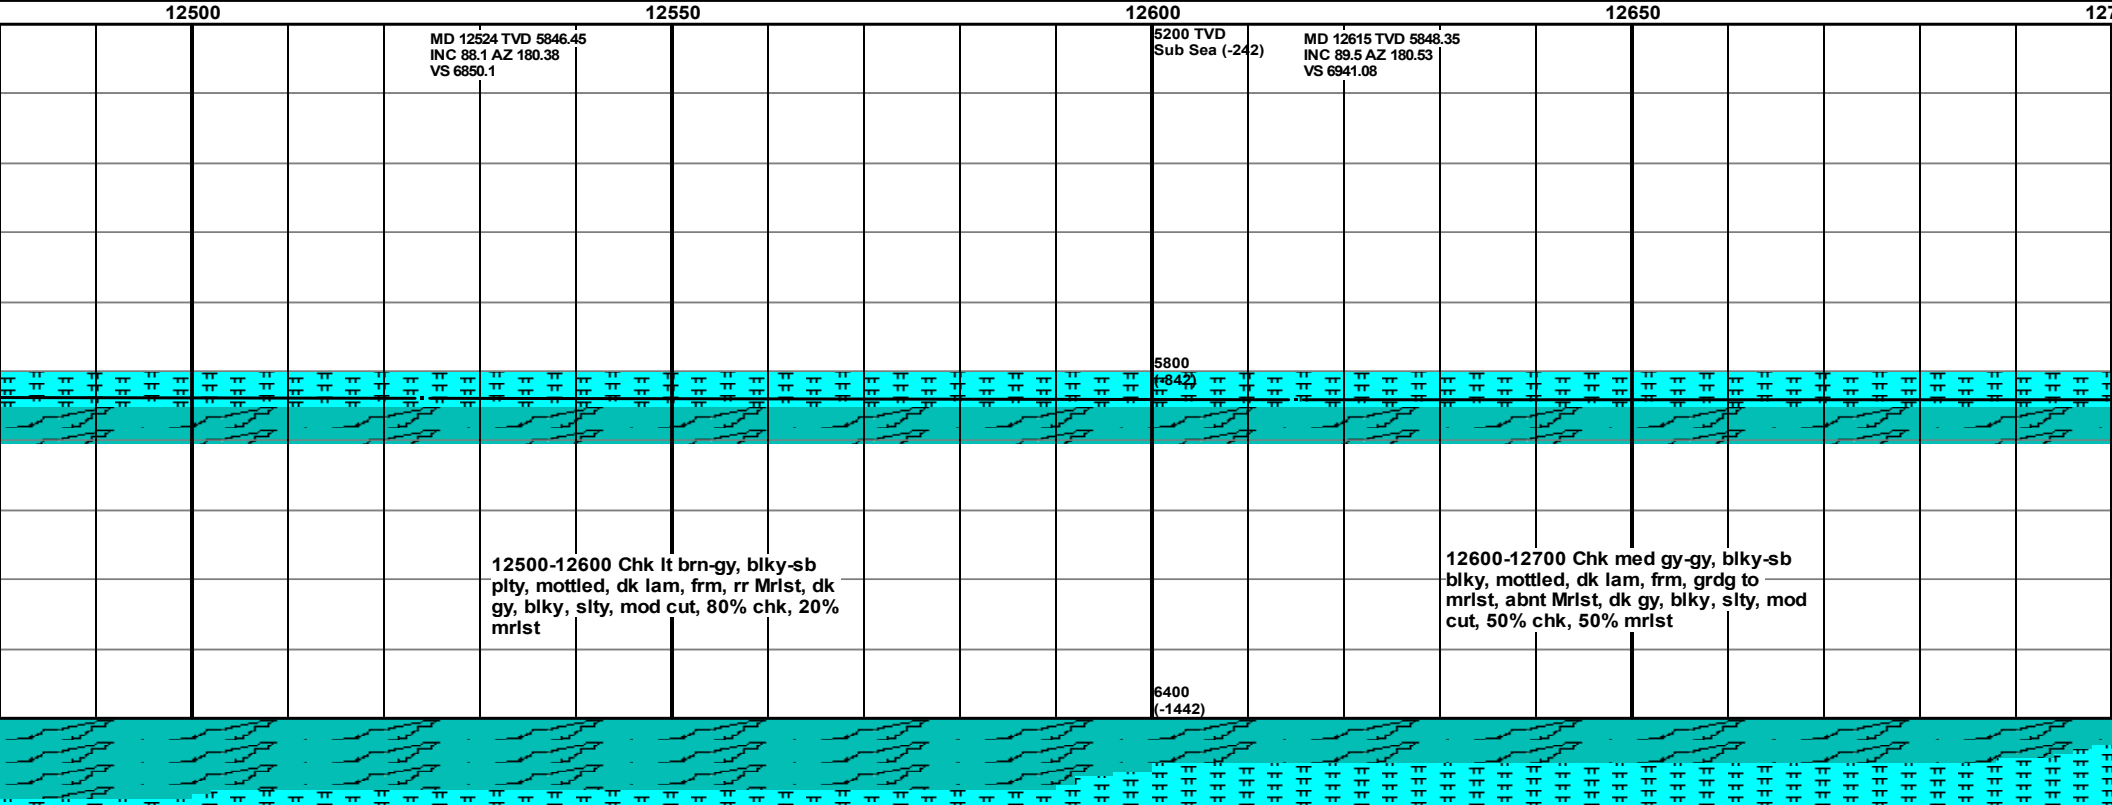 12500 12550 12600 12650 127
MD 12524 TVD 5846.45
INC 88.1 AZ 180.38
VS 6850.1
5200 TVD
Sub Sea (-242)
MD 12615 TVD 5848.35
INC 89.5 AZ 180.53
VS 6941.08
5800
(-842)
12500-12600 Chk lt brn-gy, blky-sb
plty, mottled, dk lam, frm, rr Mrlst, dk
gy, blky, slty, mod cut, 80% chk, 20%
mrlst
12600-12700 Chk med gy-gy, blky-sb
blky, mottled, dk lam, frm, grdg to
mrlst, abnt Mrlst, dk gy, blky, slty, mod
cut, 50% chk, 50% mrlst
6400
(-1442)